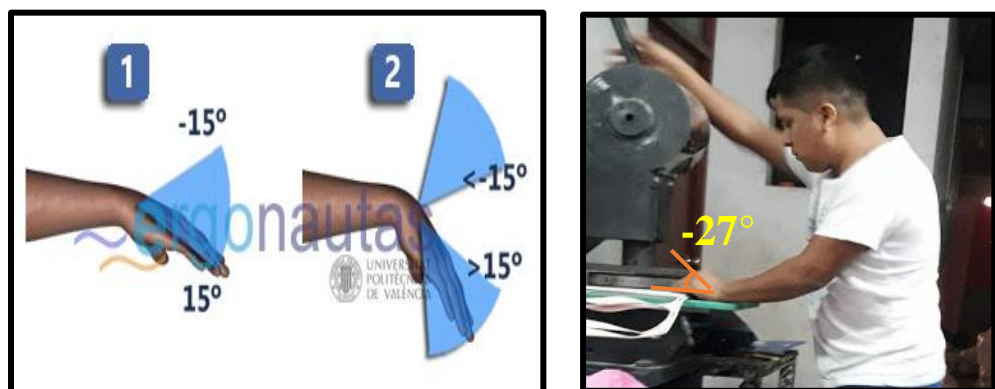 1
2
-15º
<-15º
ergonautas
UNIVERSITAT
POLITÈCNICA
DE VALÈNCIA
>15º
15º
-27°